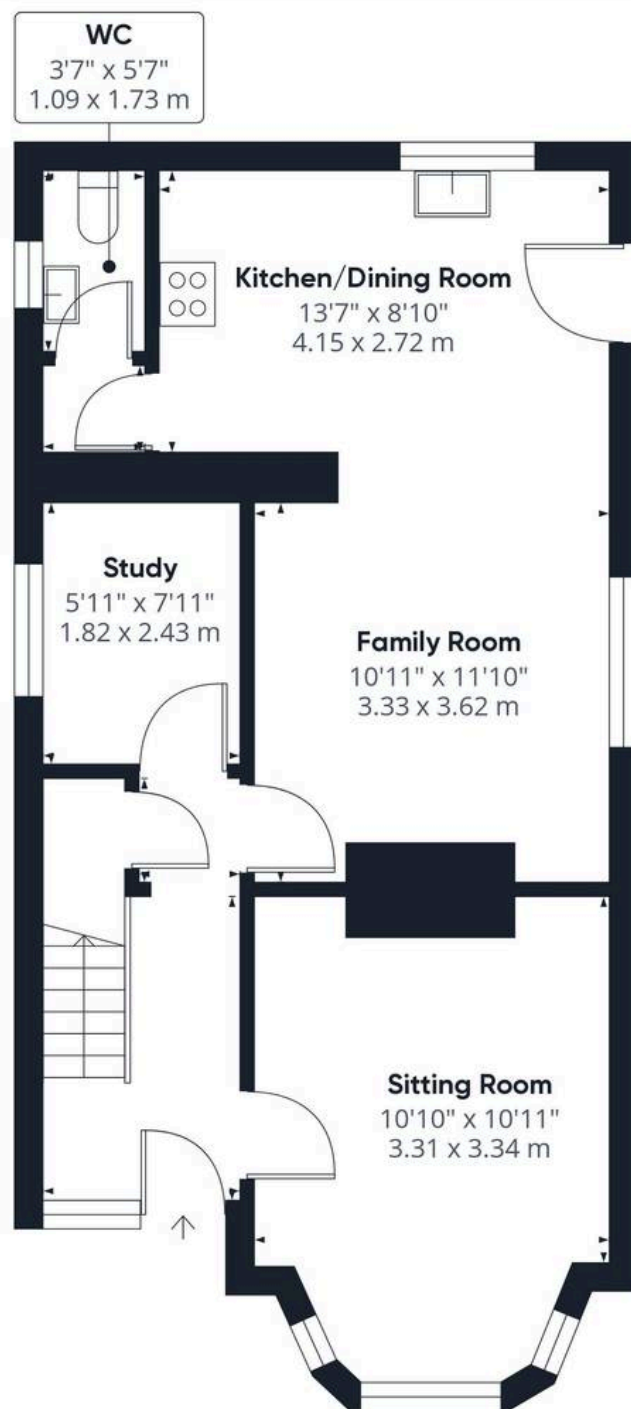 WC
3'7" x 5'7"
1.09 x 1.73 m
Kitchen/Dining Room
13'7" x 8'10"
4.15 x 2.72 m
Study
5'11" x 7'11"
1.82 x 2.43 m
Family Room
10'11" x 11'10"
3.33 x 3.62 m
Sitting Room
10'10" x 10'11"
3.31 x 3.34 m